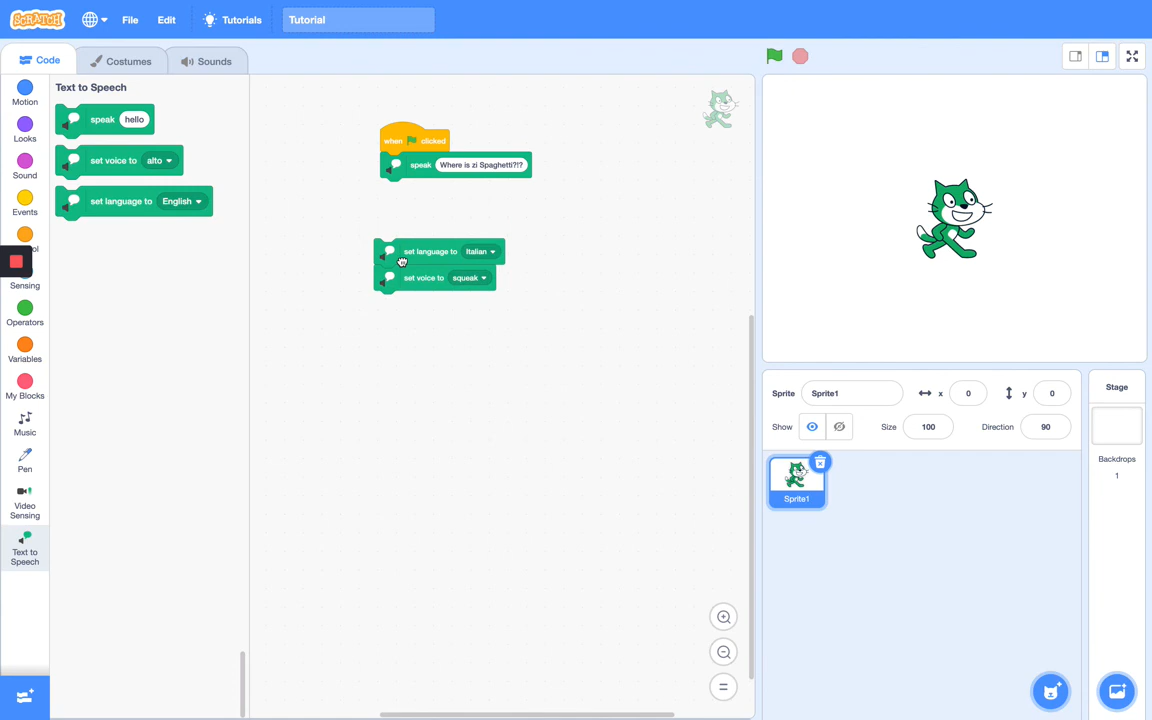 SCRATCH File Edit Tutorials Tutorial
Code Costumes Sounds
Motion
Looks
Sound
Events
Sensing
Operators
Variables
My Blocks
Music
Pen
Video
Sensing
Text to
Speech
Text to Speech
speak hello
set voice to alto
set language to English
when clicked
speak Where is zi Spaghetti?!?
set language to Italian
set voice to squeak
Sprite Sprite1 x 0 y 0
Show Size 100 Direction 90
Sprite1
Stage
Backdrops
1